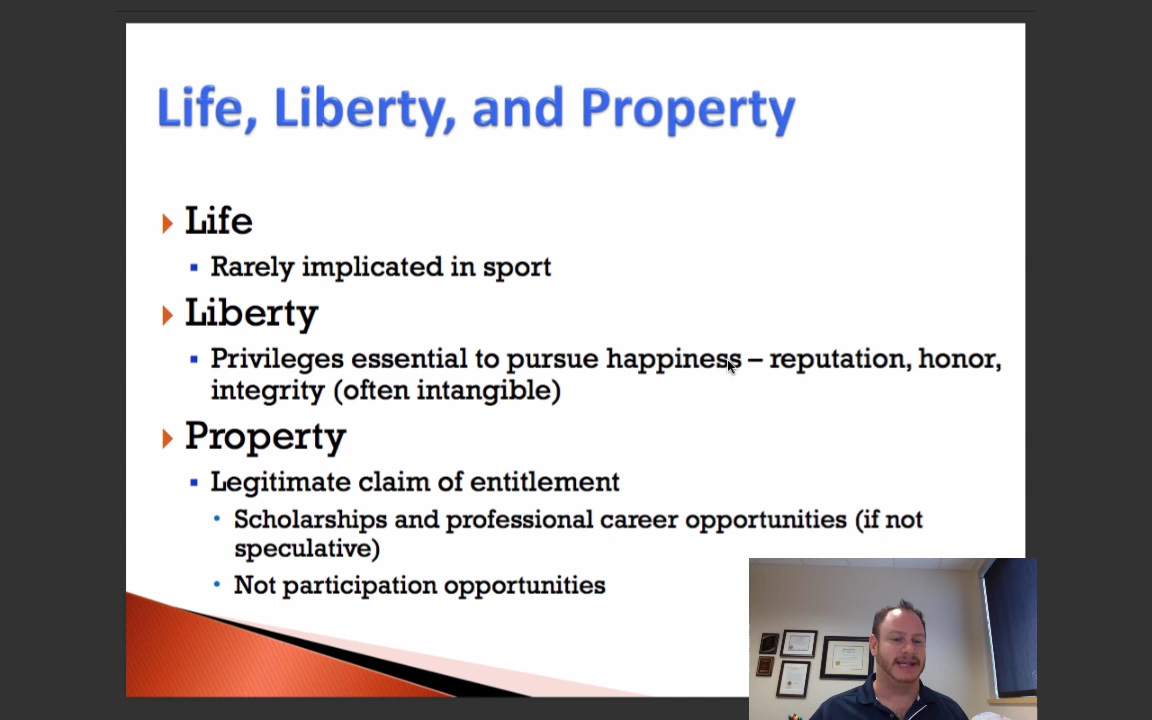 Life, Liberty, and Property
Life
Rarely implicated in sport
Liberty
Privileges essential to pursue happiness – reputation, honor,
integrity (often intangible)
Property
Legitimate claim of entitlement
Scholarships and professional career opportunities (if not
speculative)
Not participation opportunities